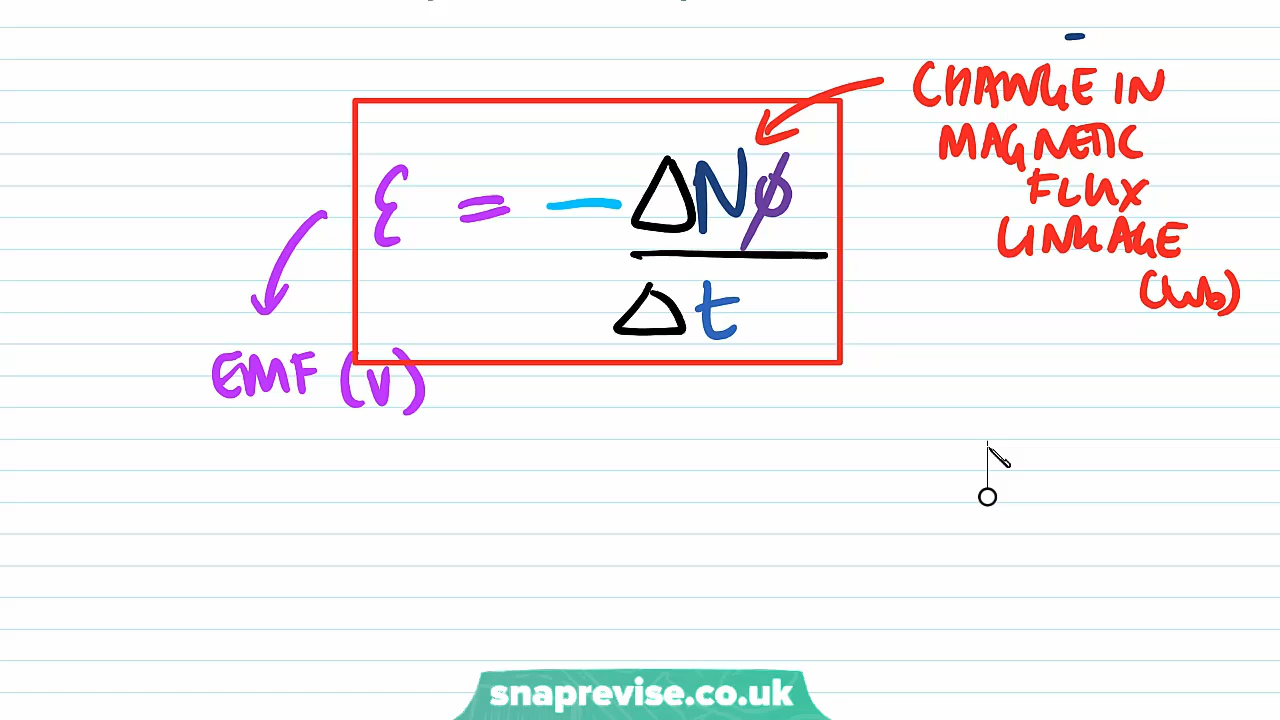 CHANGE IN
MAGNETIC
FLUX
LINKAGE
(Wb)
ε = - ΔNϕ
Δt
EMF (V)
snaprevise.co.uk